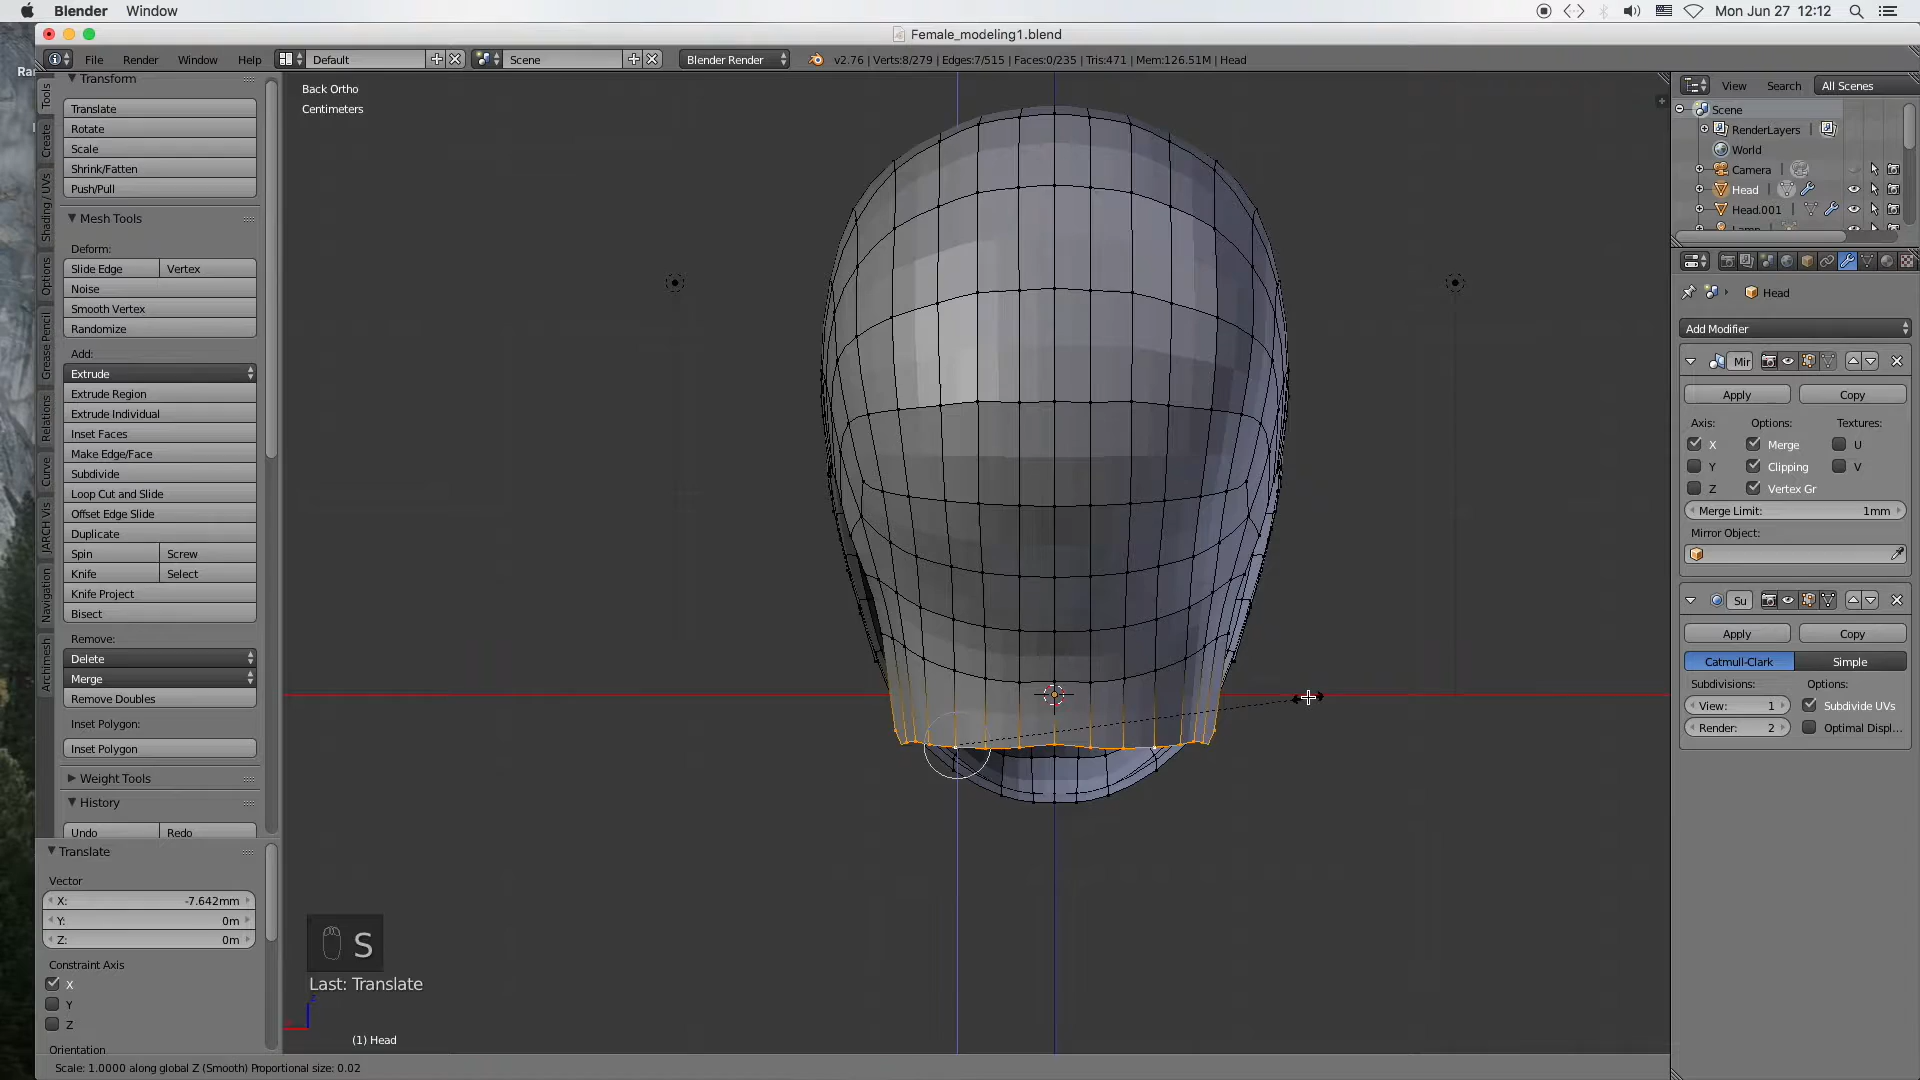 Blender Window
Mon Jun 27 12:12
Female_modeling1.blend
File Render Window Help
Default
Scene
Blender Render
v2.76 | Verts:8/279 | Edges:7/515 | Faces:0/235 | Tris:471 | Mem:126.51M | Head
Transform
Translate
Rotate
Scale
Shrink/Fatten
Push/Pull
Mesh Tools
Deform:
Slide Edge Vertex
Noise
Smooth Vertex
Randomize
Add:
Extrude
Extrude Region
Extrude Individual
Inset Faces
Make Edge/Face
Subdivide
Loop Cut and Slide
Offset Edge Slide
Duplicate
Spin Screw
Knife Select
Knife Project
Bisect
Remove:
Delete
Merge
Remove Doubles
Inset Polygon:
Inset Polygon
Weight Tools
History
Undo Redo
Translate
Vector
X: -7.642mm
Y: 0m
Z: 0m
Constraint Axis
X
Y
Z
Orientation
Tools
Create
Shading / UVs
Options
Grease Pencil
Relations
Curve
JARCH Vis
Navigation
Archimesh
Back Ortho
Centimeters
S
Last: Translate
(1) Head
Scale: 1.0000 along global Z (Smooth) Proportional size: 0.02
View Search All Scenes
Scene
RenderLayers
World
Camera
Head
Head.001
Head
Add Modifier
Mir
Apply Copy
Axis: Options: Textures:
X Merge U
Y Clipping V
Z Vertex Gr
Merge Limit: 1mm
Mirror Object:
Su
Apply Copy
Catmull-Clark Simple
Subdivisions: Options:
View: 1 Subdivide UVs
Render: 2 Optimal Displ...